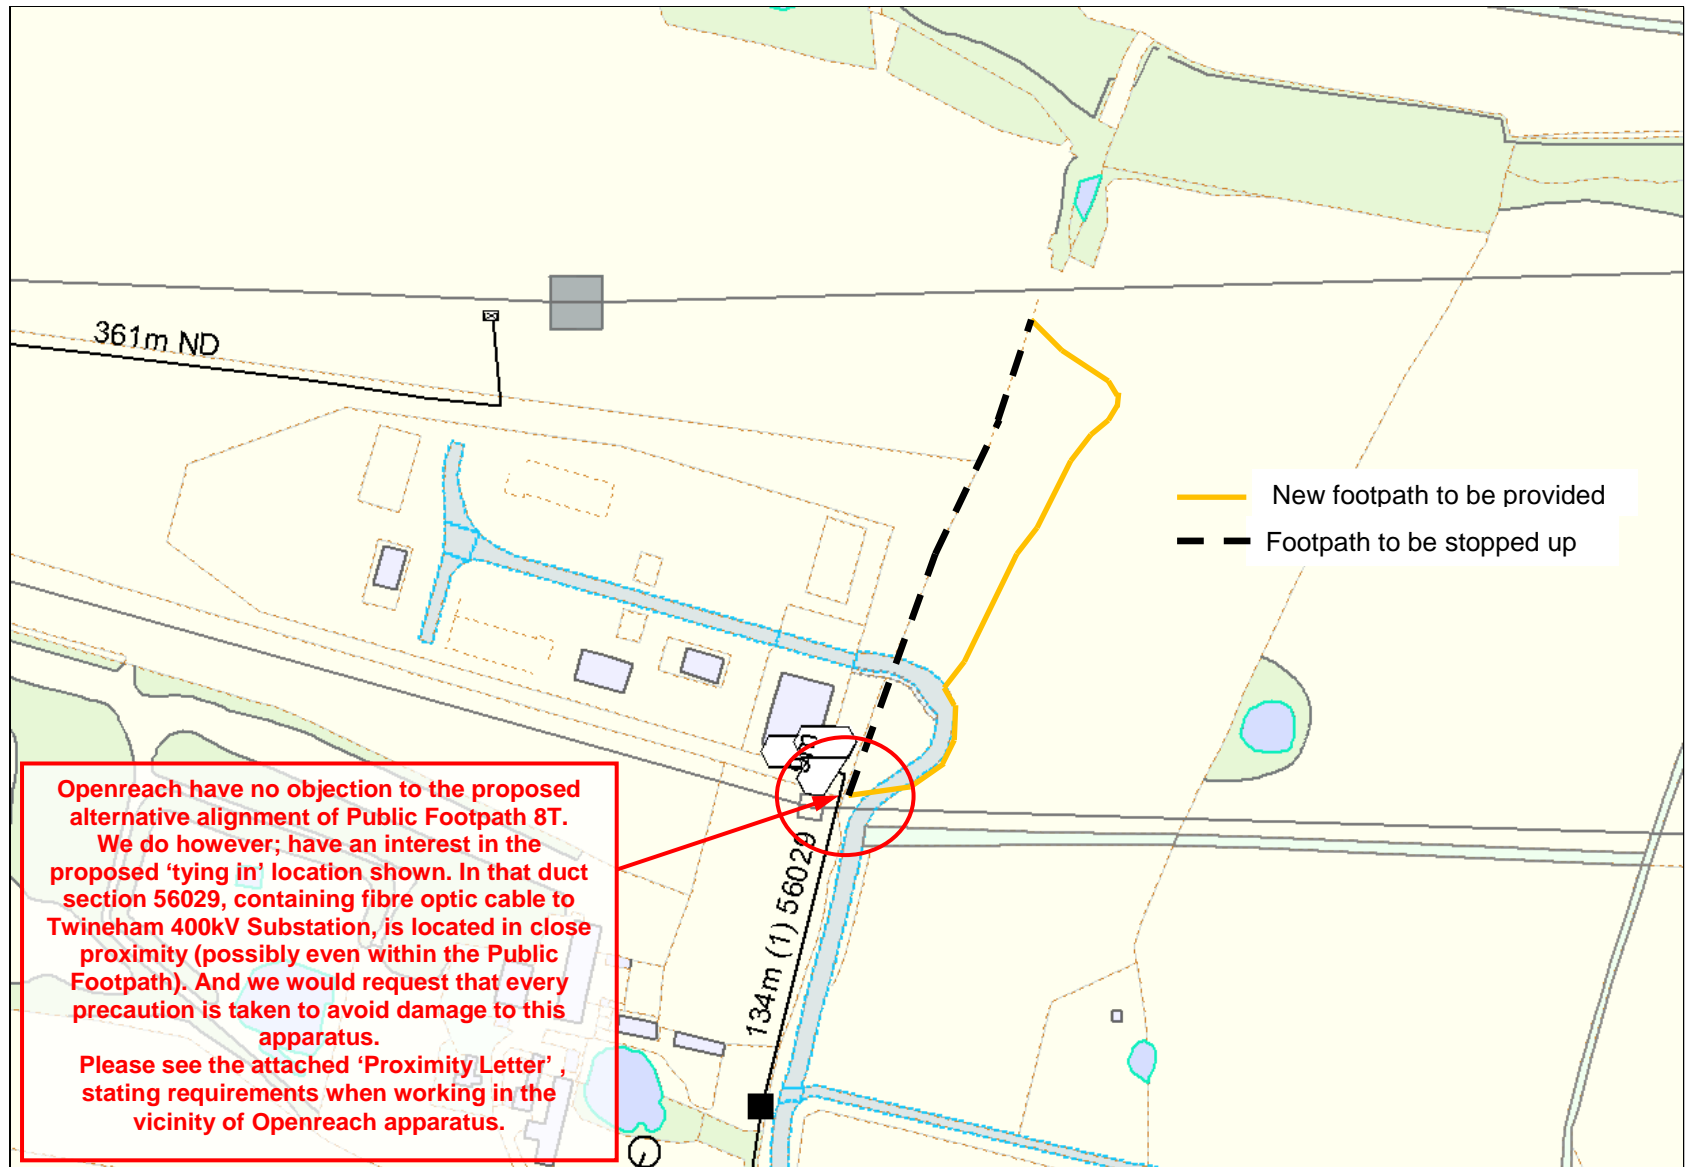 361m ND
New footpath to be provided
Footpath to be stopped up
Openreach have no objection to the proposed
alternative alignment of Public Footpath 8T.
We do however; have an interest in the
proposed ‘tying in’ location shown. In that duct
section 56029, containing fibre optic cable to
Twineham 400kV Substation, is located in close
proximity (possibly even within the Public
Footpath). And we would request that every
precaution is taken to avoid damage to this
apparatus.
Please see the attached ‘Proximity Letter’ ,
stating requirements when working in the
vicinity of Openreach apparatus.
134m (1) 56029